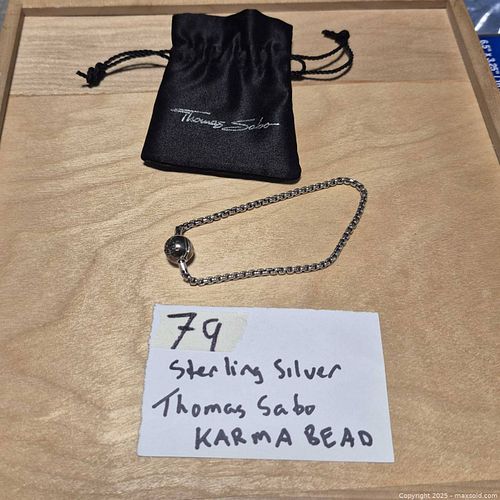 Thomas Sabo
79
Sterling Silver
Thomas Sabo
KARMA BEAD
Copyright 2025 - maxsold.com